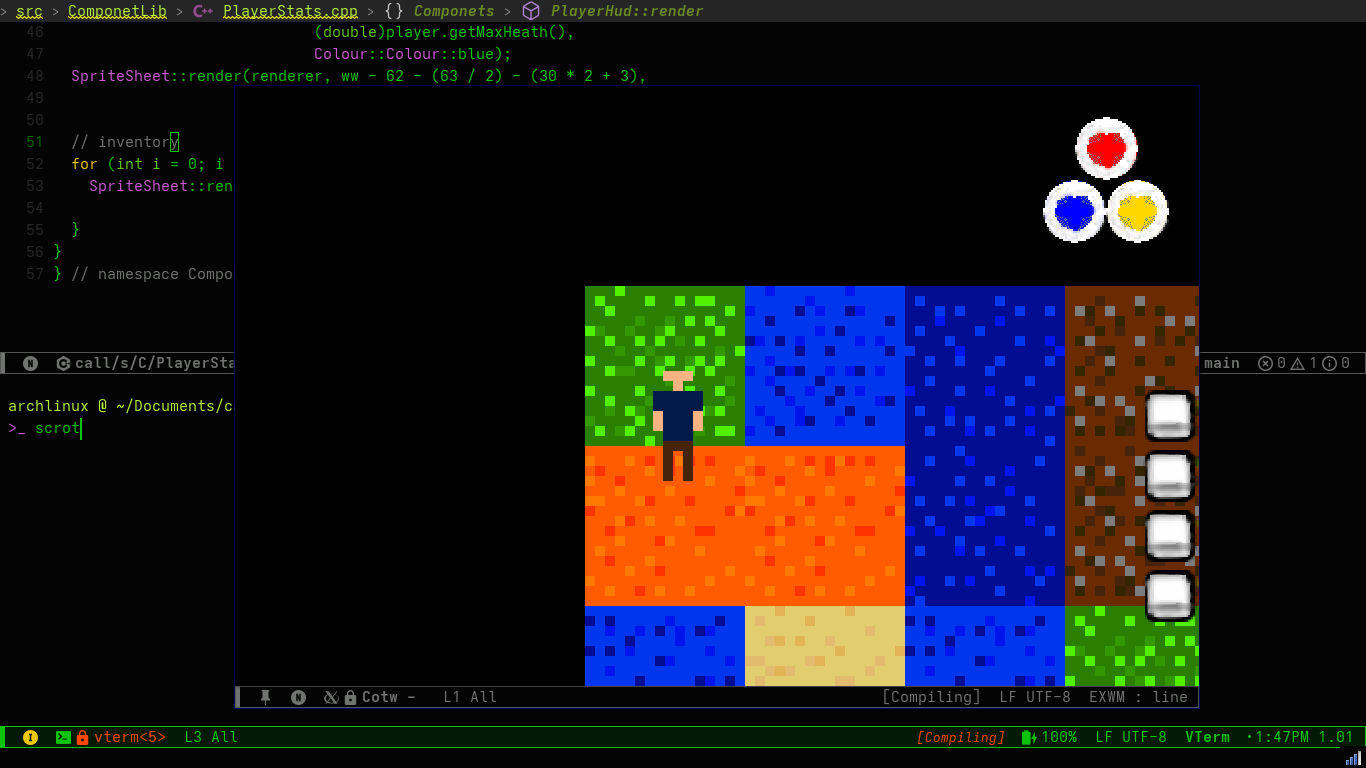 > src > ComponetLib > C++ PlayerStats.cpp > {} Componets > PlayerHud::render
46 (double)player.getMaxHeath(),
47 Colour::Colour::blue);
48 SpriteSheet::render(renderer, ww - 62 - (63 / 2) - (30 * 2 + 3),
49
50
51 // inventory
52 for (int i = 0; i
53 SpriteSheet::ren
54
55 }
56 }
57 } // namespace Compo
N call/s/C/PlayerSta
main 0 1 0
archlinux @ ~/Documents/c
>_ scrot
N Cotw - L1 All [Compiling] LF UTF-8 EXWM : line
I vterm<5> L3 All [Compiling] 100% LF UTF-8 VTerm ·1:47PM 1.01